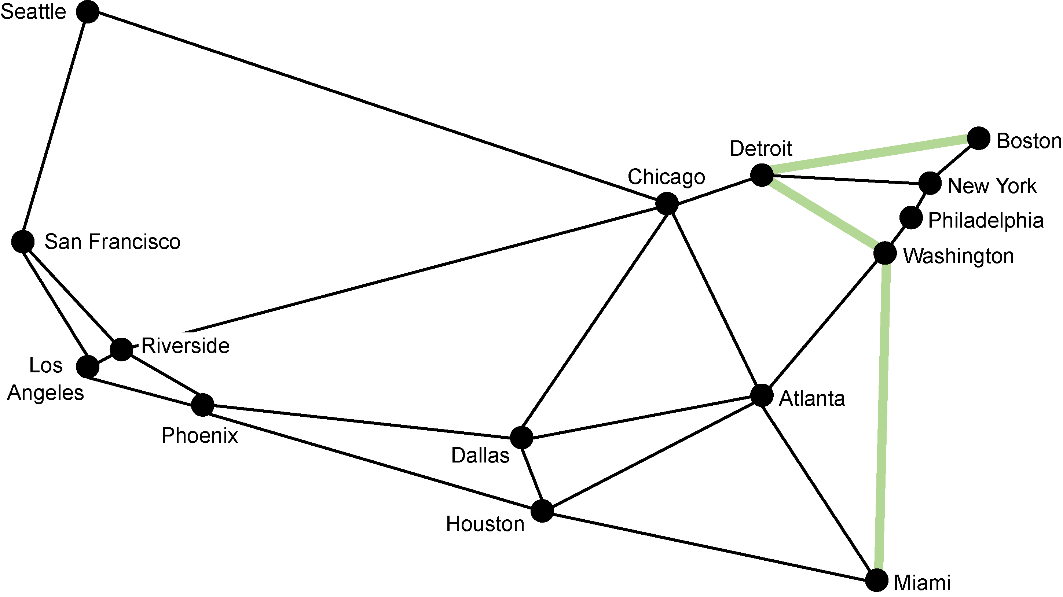 Seattle
Boston
Detroit
Chicago
New York
Philadelphia
San Francisco
Washington
Riverside
Los
Angeles
Atlanta
Phoenix
Dallas
Houston
Miami